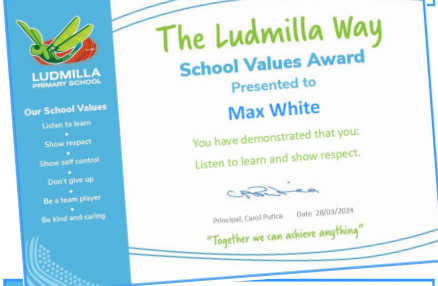 LUDMILLA
PRIMARY SCHOOL
Our School Values
Listen to learn
Show respect
Show self control
Don't give up
Be a team player
Be kind and caring
The Ludmilla Way
School Values Award
Presented to
Max White
You have demonstrated that you:
Listen to learn and show respect.
Principal, Carol Putica Date 28/03/2024
"Together we can achieve anything"